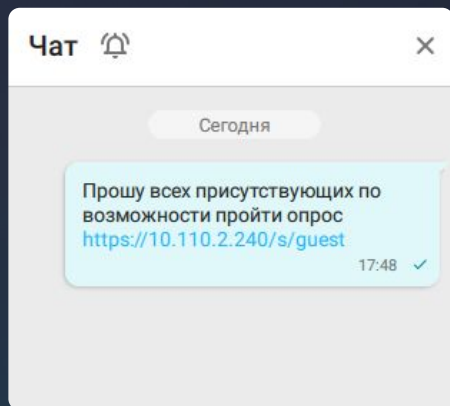 Чат
Сегодня
Прошу всех присутствующих по
возможности пройти опрос
https://10.110.2.240/s/guest
17:48